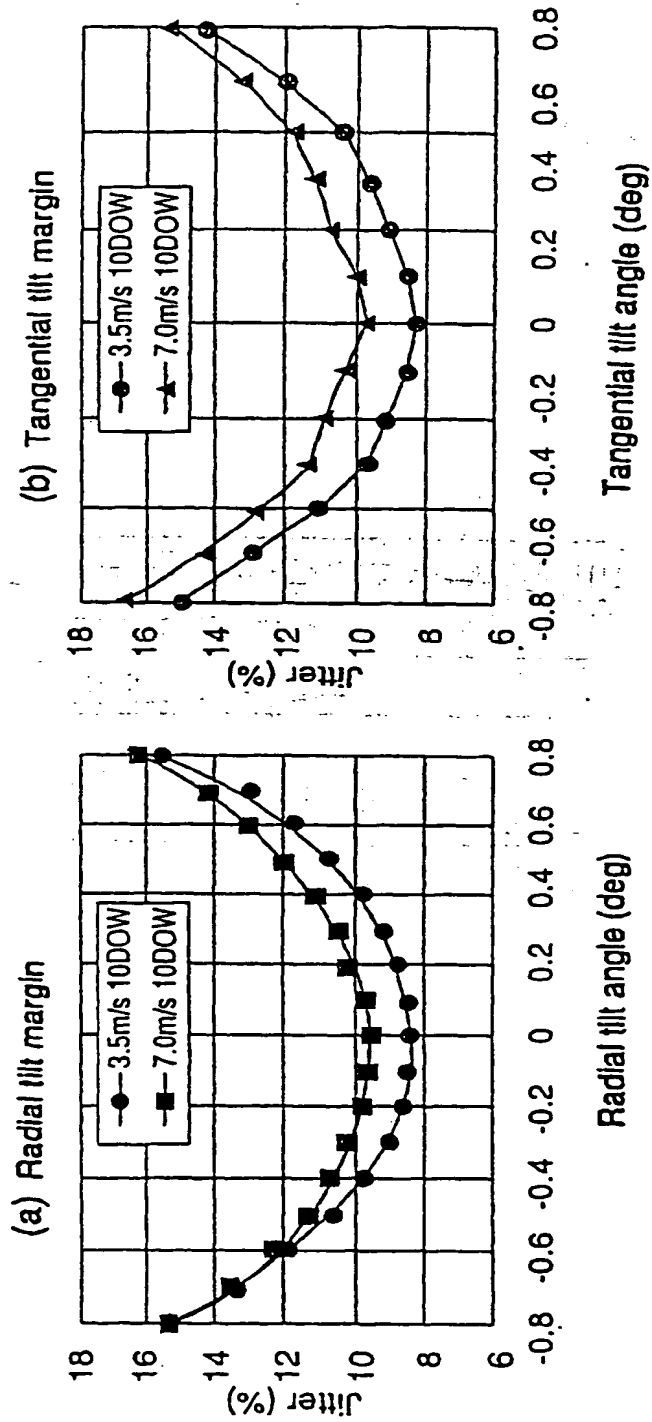 (a) Radial tilt margin
3.5m/s 10DOW
7.0m/s 10DOW
Jitter (%)
18
16
14
12
10
8
6
-0.8 -0.6 -0.4 -0.2 0 0.2 0.4 0.6 0.8
Radial tilt angle (deg)
(b) Tangential tilt margin
3.5m/s 10DOW
7.0m/s 10DOW
Jitter (%)
18
16
14
12
10
8
6
-0.8 -0.6 -0.4 -0.2 0 0.2 0.4 0.6 0.8
Tangential tilt angle (deg)